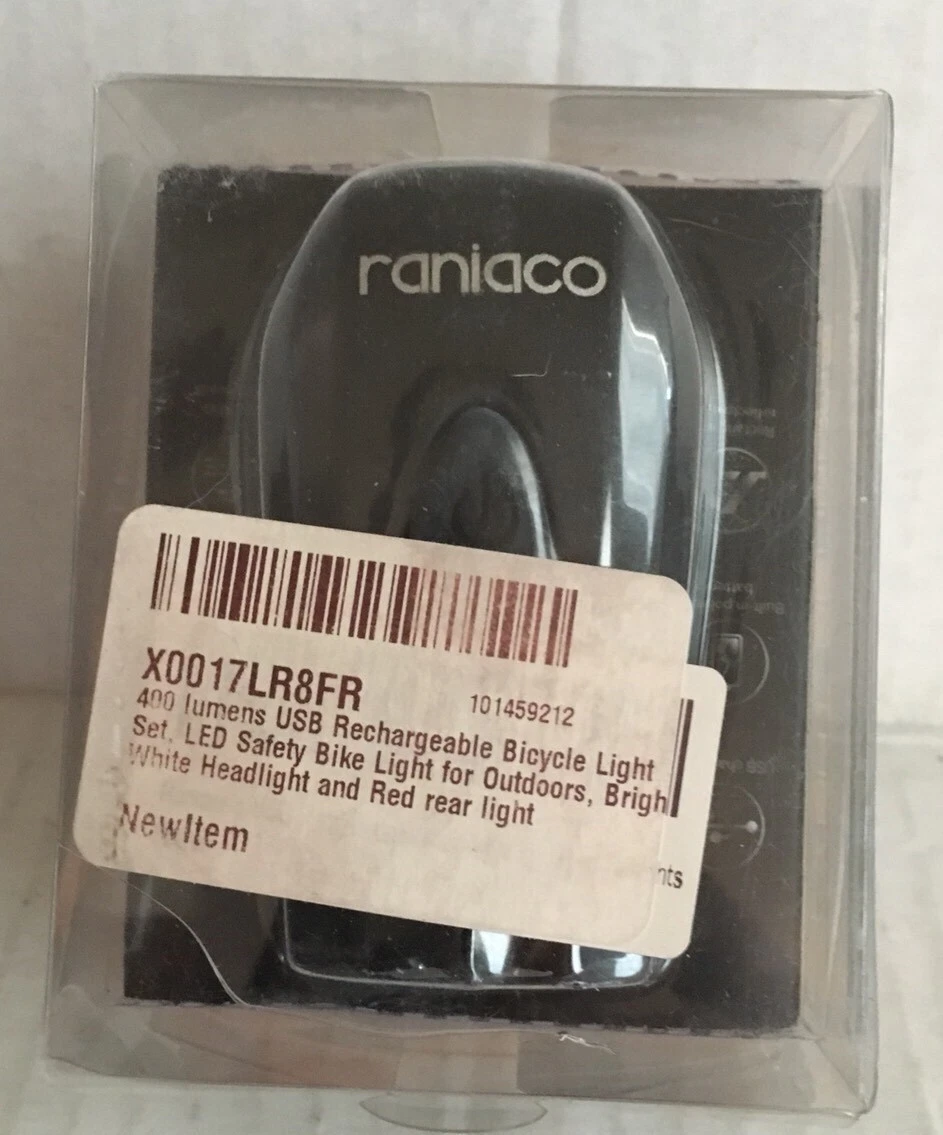 raniaco
X0017LR8FR
101459212
400 lumens USB Rechargeable Bicycle Light
Set, LED Safety Bike Light for Outdoors, Brigh
White Headlight and Red rear light
NewItem
nts